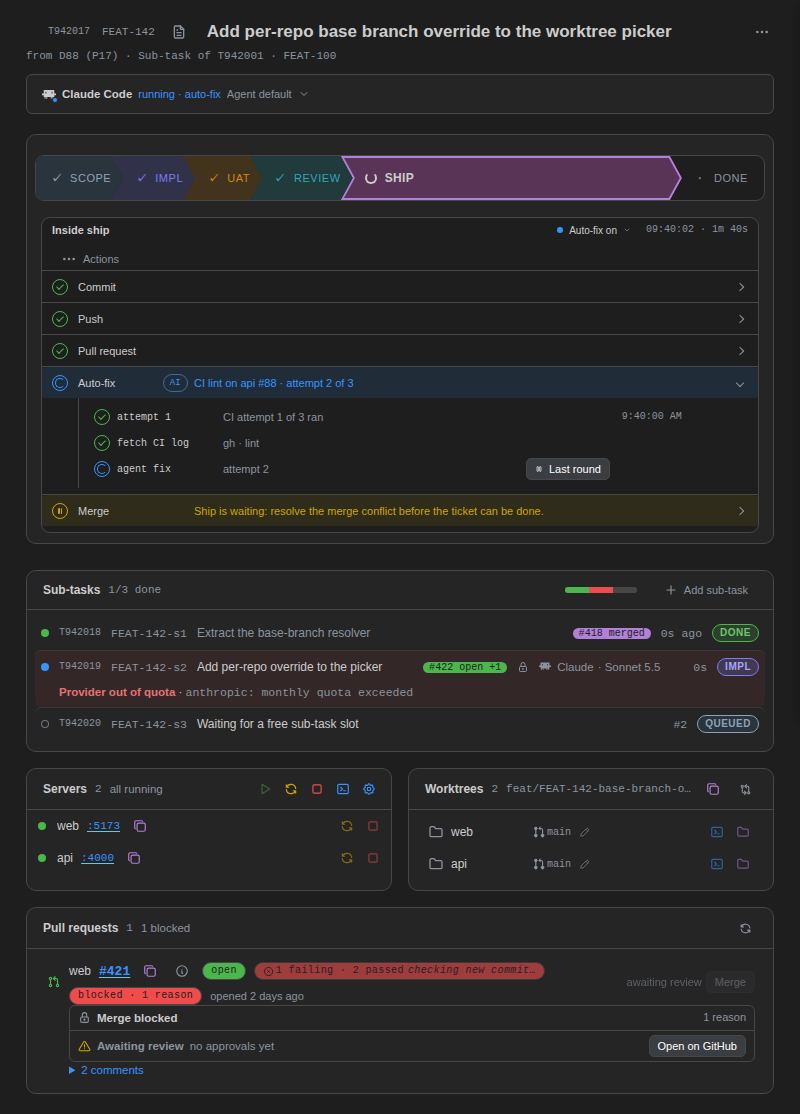 T942017 FEAT-142 Add per-repo base branch override to the worktree picker
from D88 (P17) · Sub-task of T942001 · FEAT-100
Claude Code running · auto-fix Agent default
SCOPE IMPL UAT REVIEW SHIP DONE
Inside ship Auto-fix on 09:40:02 · 1m 40s
Actions
Commit
Push
Pull request
Auto-fix AI CI lint on api #88 · attempt 2 of 3
attempt 1 CI attempt 1 of 3 ran 9:40:00 AM
fetch CI log gh · lint
agent fix attempt 2 Last round
Merge Ship is waiting: resolve the merge conflict before the ticket can be done.
Sub-tasks 1/3 done Add sub-task
T942018 FEAT-142-s1 Extract the base-branch resolver #418 merged 0s ago DONE
T942019 FEAT-142-s2 Add per-repo override to the picker #422 open +1 Claude · Sonnet 5.5 0s IMPL
Provider out of quota · anthropic: monthly quota exceeded
T942020 FEAT-142-s3 Waiting for a free sub-task slot #2 QUEUED
Servers 2 all running
web :5173
api :4000
Worktrees 2 feat/FEAT-142-base-branch-o…
web main
api main
Pull requests 1 1 blocked
web #421 open 1 failing · 2 passed checking new commit…
blocked · 1 reason opened 2 days ago
awaiting review Merge
Merge blocked 1 reason
Awaiting review no approvals yet Open on GitHub
2 comments